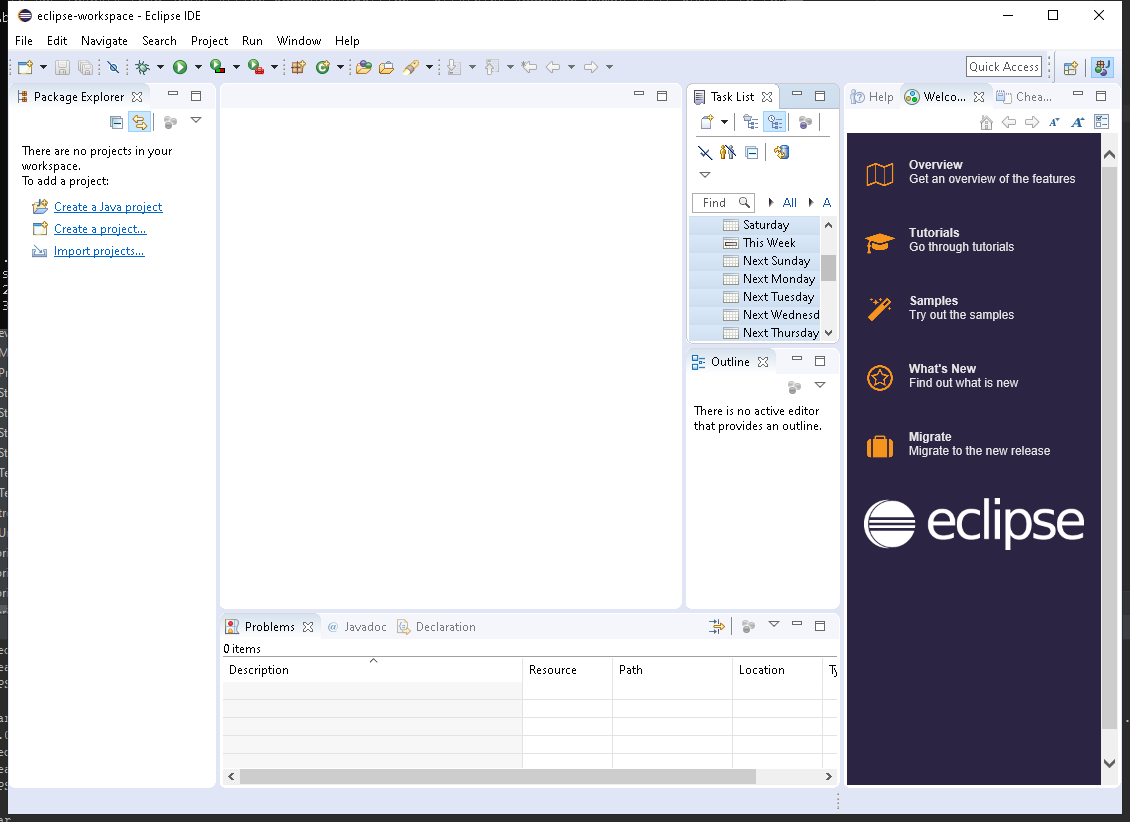 eclipse-workspace - Eclipse IDE
File Edit Navigate Search Project Run Window Help
Quick Access
Package Explorer
There are no projects in your
workspace.
To add a project:
Create a Java project
Create a project...
Import projects...
Task List
Find All A
Saturday
This Week
Next Sunday
Next Monday
Next Tuesday
Next Wednesd
Next Thursday
Outline
There is no active editor
that provides an outline.
Help Welco... Chea...
Overview
Get an overview of the features
Tutorials
Go through tutorials
Samples
Try out the samples
What's New
Find out what is new
Migrate
Migrate to the new release
eclipse
Problems @ Javadoc Declaration
0 items
Description Resource Path Location Ty